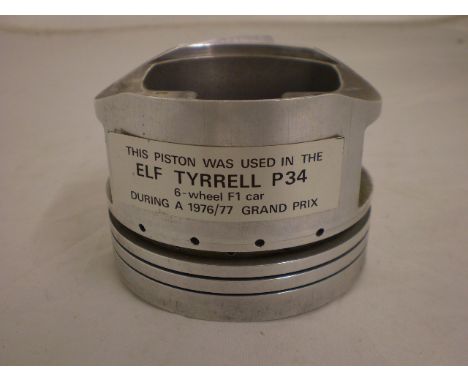 THIS PISTON WAS USED IN THE
ELF TYRRELL P34
6-wheel F1 car
DURING A 1976/77 GRAND PRIX